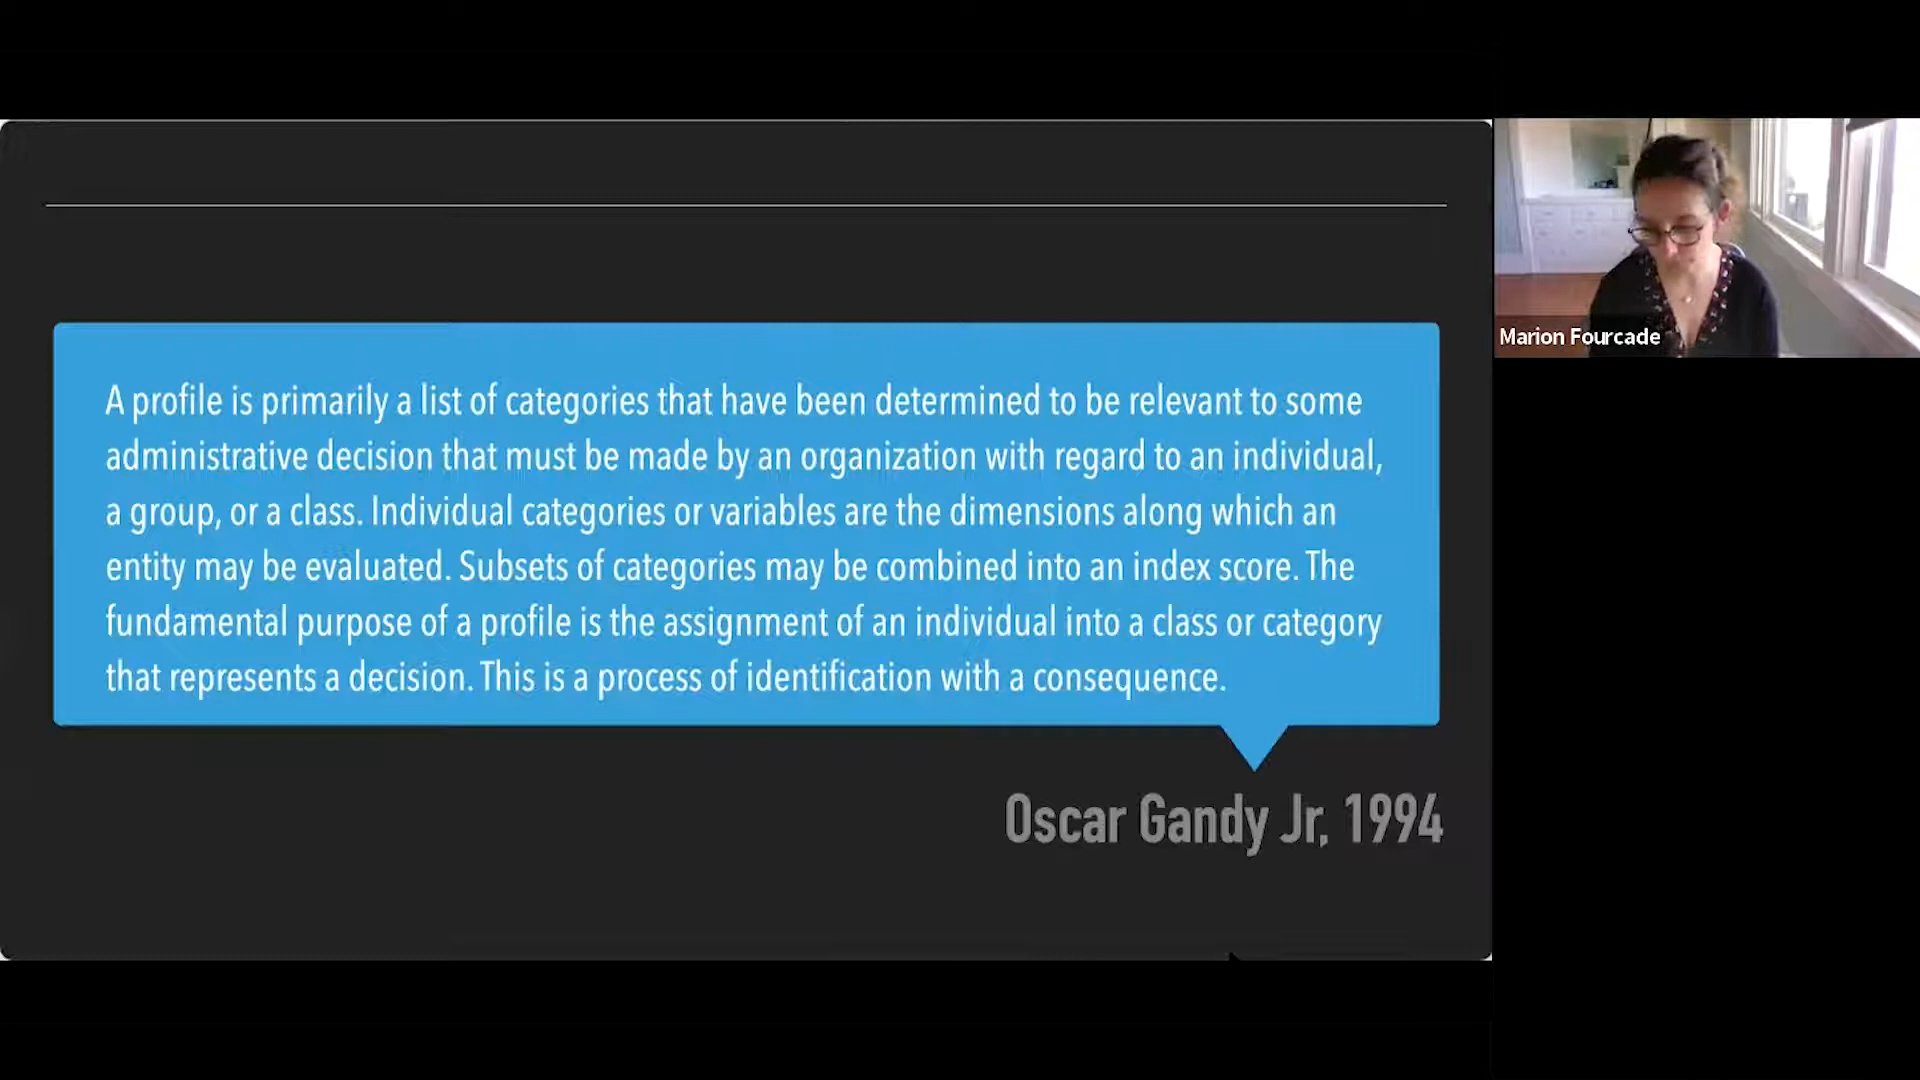 A profile is primarily a list of categories that have been determined to be relevant to some
administrative decision that must be made by an organization with regard to an individual,
a group, or a class. Individual categories or variables are the dimensions along which an
entity may be evaluated. Subsets of categories may be combined into an index score. The
fundamental purpose of a profile is the assignment of an individual into a class or category
that represents a decision. This is a process of identification with a consequence.
Oscar Gandy Jr, 1994
Marion Fourcade